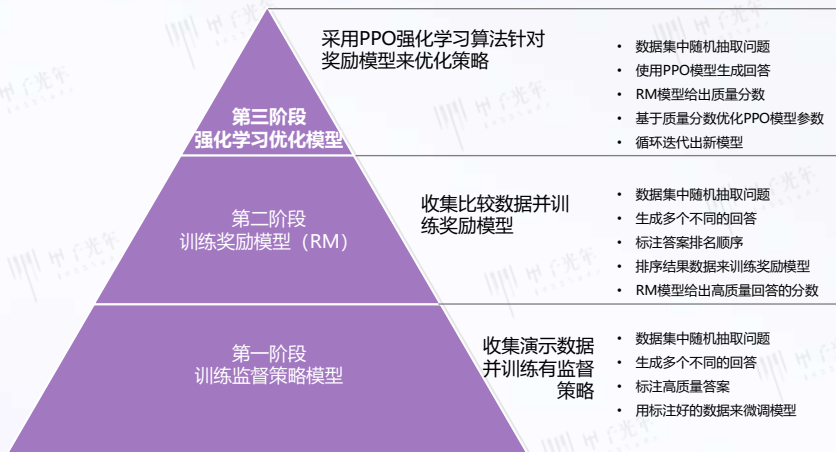 采用PPO强化学习算法针对
奖励模型来优化策略
• 数据集中随机抽取问题
• 使用PPO模型生成回答
• RM模型给出质量分数
• 基于质量分数优化PPO模型参数
• 循环迭代出新模型
第三阶段
强化学习优化模型
收集比较数据并训
练奖励模型
• 数据集中随机抽取问题
• 生成多个不同的回答
• 标注答案排名顺序
• 排序结果数据来训练奖励模型
• RM模型给出高质量回答的分数
第二阶段
训练奖励模型（RM）
收集演示数据
并训练有监督
策略
• 数据集中随机抽取问题
• 生成多个不同的回答
• 标注高质量答案
• 用标注好的数据来微调模型
第一阶段
训练监督策略模型
甲子光年